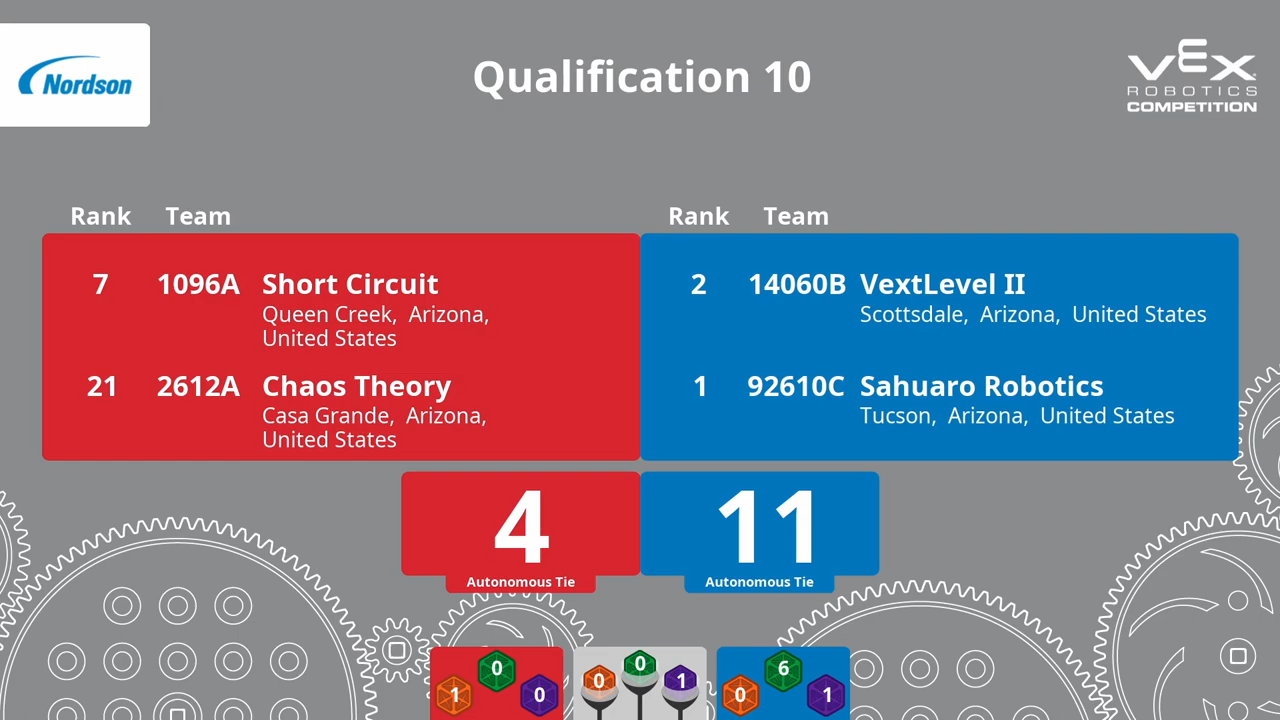 Nordson
Qualification 10
VEX
ROBOTICS
COMPETITION
Rank Team
7 1096A Short Circuit
Queen Creek, Arizona,
United States
21 2612A Chaos Theory
Casa Grande, Arizona,
United States
Rank Team
2 14060B VextLevel II
Scottsdale, Arizona, United States
1 92610C Sahuaro Robotics
Tucson, Arizona, United States
4
Autonomous Tie
11
Autonomous Tie
1 0 0
0 0 1
0 6 1